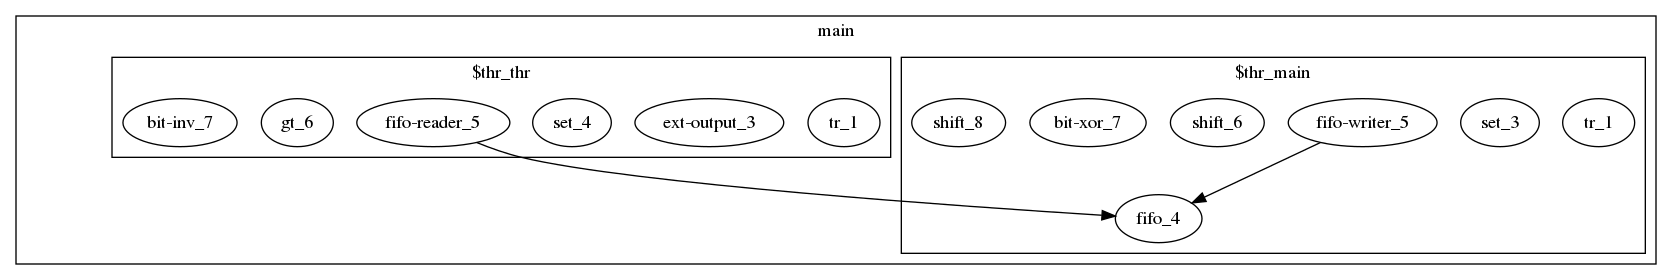 main
$thr_thr
$thr_main
bit-inv_7
gt_6
fifo-reader_5
set_4
ext-output_3
tr_1
shift_8
bit-xor_7
shift_6
fifo-writer_5
set_3
tr_1
fifo_4